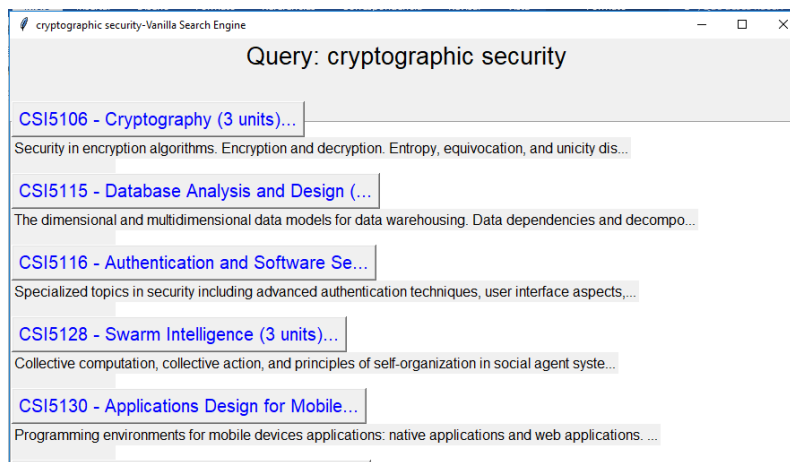 cryptographic security-Vanilla Search Engine
Query: cryptographic security
CSI5106 - Cryptography (3 units)...
Security in encryption algorithms. Encryption and decryption. Entropy, equivocation, and unicity dis...
CSI5115 - Database Analysis and Design (...
The dimensional and multidimensional data models for data warehousing. Data dependencies and decompo...
CSI5116 - Authentication and Software Se...
Specialized topics in security including advanced authentication techniques, user interface aspects,...
CSI5128 - Swarm Intelligence (3 units)...
Collective computation, collective action, and principles of self-organization in social agent syste...
CSI5130 - Applications Design for Mobile...
Programming environments for mobile devices applications: native applications and web applications. ...